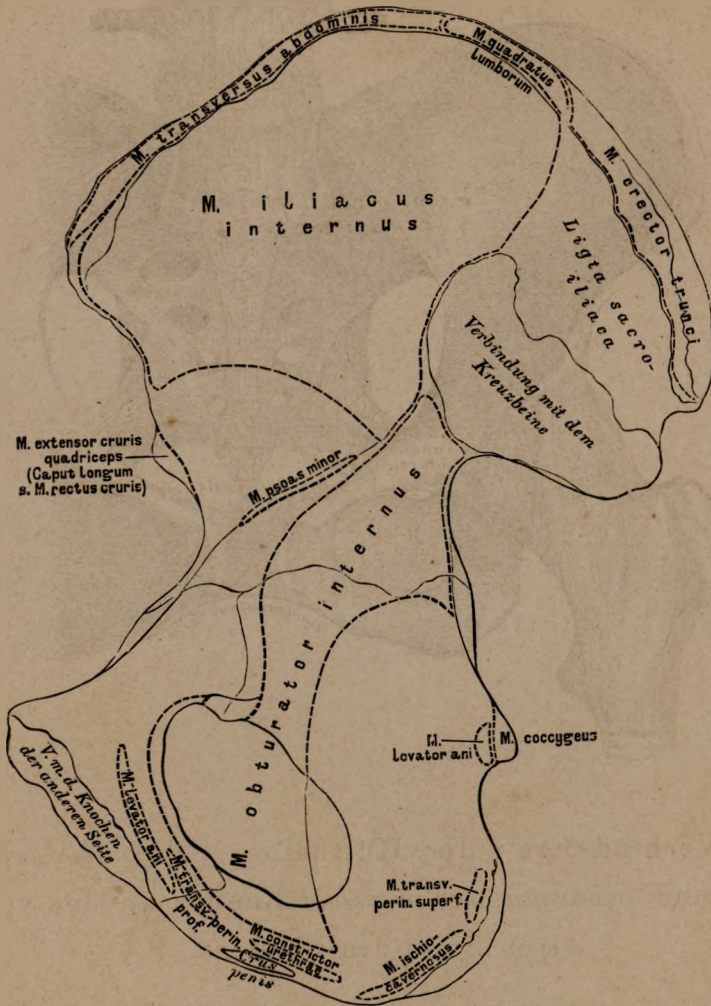 M. transversus abdominis
M. quadratus
lumborum
M. erector trunci
M. iliacus
internus
Ligta sacro-
iliaca
Verbindung mit dem
Kreuzbeine
M. extensor cruris
quadriceps
(Caput longum
s. M. rectus cruris)
M. psoas minor
M. obturator internus
M.
Levator ani
M. coccygeus
V. m. d. Knochen
der anderen Seite
M. Levator ani
M. transv. perin.
prof.
M. constrictor
urethrae
Crus
penis
M. transv.
perin. superf.
M. ischio-
cavernosus